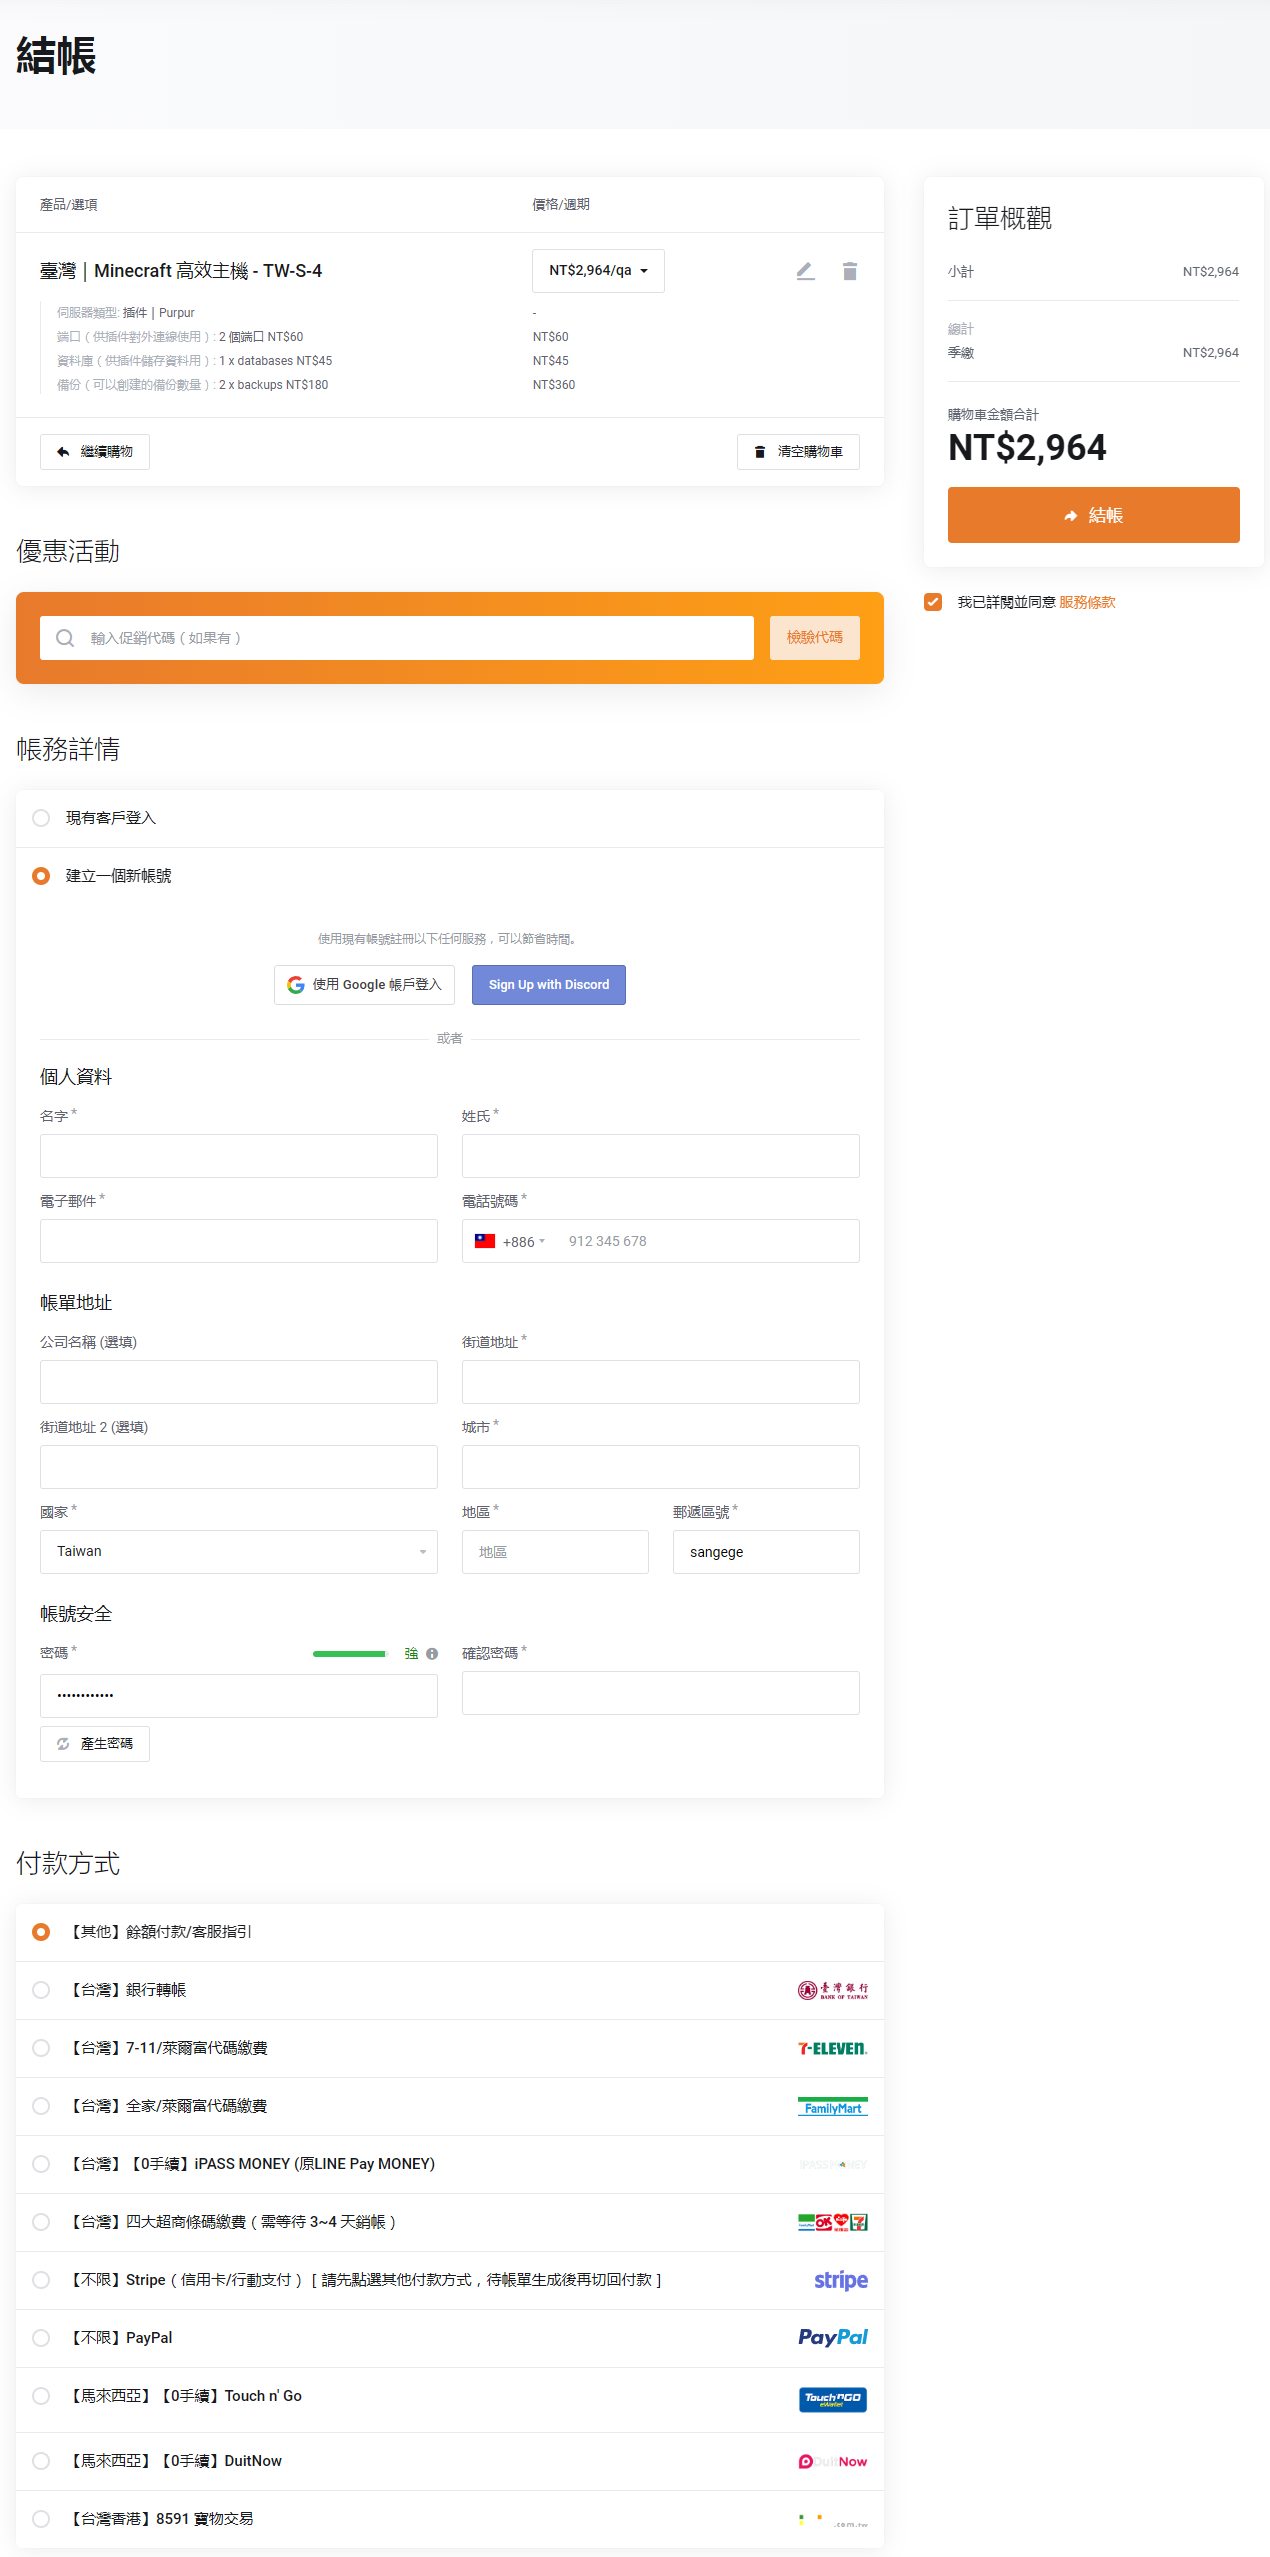 結帳
產品/選項
價格/週期
臺灣｜Minecraft 高效主機 - TW-S-4
NT$2,964/qa
伺服器類型: 插件｜Purpur
-
端口（供插件對外連線使用）: 2 個端口 NT$60
NT$60
資料庫（供插件儲存資料用）: 1 x databases NT$45
NT$45
備份（可以創建的備份數量）: 2 x backups NT$180
NT$360
繼續購物
清空購物車
訂單概觀
小計
NT$2,964
總計
季繳
NT$2,964
購物車金額合計
NT$2,964
結帳
我已詳閱並同意 服務條款
優惠活動
輸入促銷代碼（如果有）
檢驗代碼
帳務詳情
現有客戶登入
建立一個新帳號
使用現有帳號註冊以下任何服務，可以節省時間。
使用 Google 帳戶登入
Sign Up with Discord
或者
個人資料
名字 *
姓氏 *
電子郵件 *
電話號碼 *
+886
912 345 678
帳單地址
公司名稱 (選填)
街道地址 *
街道地址 2 (選填)
城市 *
國家 *
地區 *
郵遞區號 *
Taiwan
地區
sangege
帳號安全
密碼 *
強
確認密碼 *
••••••••••••
產生密碼
付款方式
【其他】餘額付款/客服指引
【台灣】銀行轉帳
臺灣銀行
BANK OF TAIWAN
【台灣】7-11/萊爾富代碼繳費
7-ELEVEN
【台灣】全家/萊爾富代碼繳費
FamilyMart
【台灣】【0手續】iPASS MONEY (原LINE Pay MONEY)
iPASS MONEY
【台灣】四大超商條碼繳費（需等待 3~4 天銷帳）
OK
7
【不限】Stripe（信用卡/行動支付）［請先點選其他付款方式，待帳單生成後再切回付款］
stripe
【不限】PayPal
PayPal
【馬來西亞】【0手續】Touch n' Go
Touch 'n GO
eWallet
【馬來西亞】【0手續】DuitNow
DuitNow
【台灣香港】8591 寶物交易
.com.tw